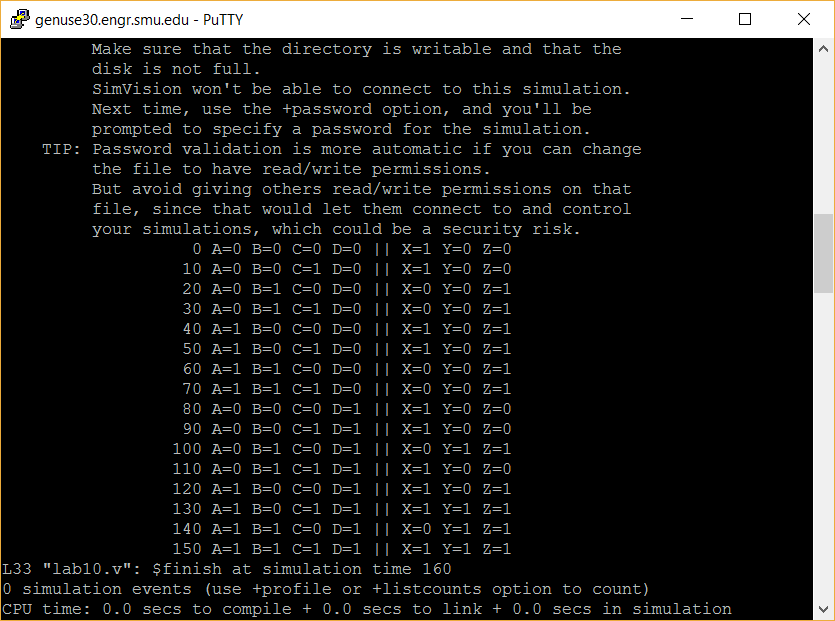 genuse30.engr.smu.edu - PuTTY
Make sure that the directory is writable and that the
disk is not full.
SimVision won't be able to connect to this simulation.
Next time, use the +password option, and you'll be
prompted to specify a password for the simulation.
TIP: Password validation is more automatic if you can change
the file to have read/write permissions.
But avoid giving others read/write permissions on that
file, since that would let them connect to and control
your simulations, which could be a security risk.
0 A=0 B=0 C=0 D=0 || X=1 Y=0 Z=0
10 A=0 B=0 C=1 D=0 || X=1 Y=0 Z=0
20 A=0 B=1 C=0 D=0 || X=0 Y=0 Z=1
30 A=0 B=1 C=1 D=0 || X=0 Y=0 Z=1
40 A=1 B=0 C=0 D=0 || X=1 Y=0 Z=1
50 A=1 B=0 C=1 D=0 || X=1 Y=0 Z=1
60 A=1 B=1 C=0 D=0 || X=0 Y=0 Z=1
70 A=1 B=1 C=1 D=0 || X=1 Y=0 Z=1
80 A=0 B=0 C=0 D=1 || X=1 Y=0 Z=0
90 A=0 B=0 C=1 D=1 || X=1 Y=0 Z=0
100 A=0 B=1 C=0 D=1 || X=0 Y=1 Z=1
110 A=0 B=1 C=1 D=1 || X=1 Y=0 Z=0
120 A=1 B=0 C=0 D=1 || X=1 Y=0 Z=1
130 A=1 B=0 C=1 D=1 || X=1 Y=1 Z=1
140 A=1 B=1 C=0 D=1 || X=0 Y=1 Z=1
150 A=1 B=1 C=1 D=1 || X=1 Y=0 Z=1
L33 "lab10.v": $finish at simulation time 160
0 simulation events (use +profile or +listcounts option to count)
CPU time: 0.0 secs to compile + 0.0 secs to link + 0.0 secs in simulation